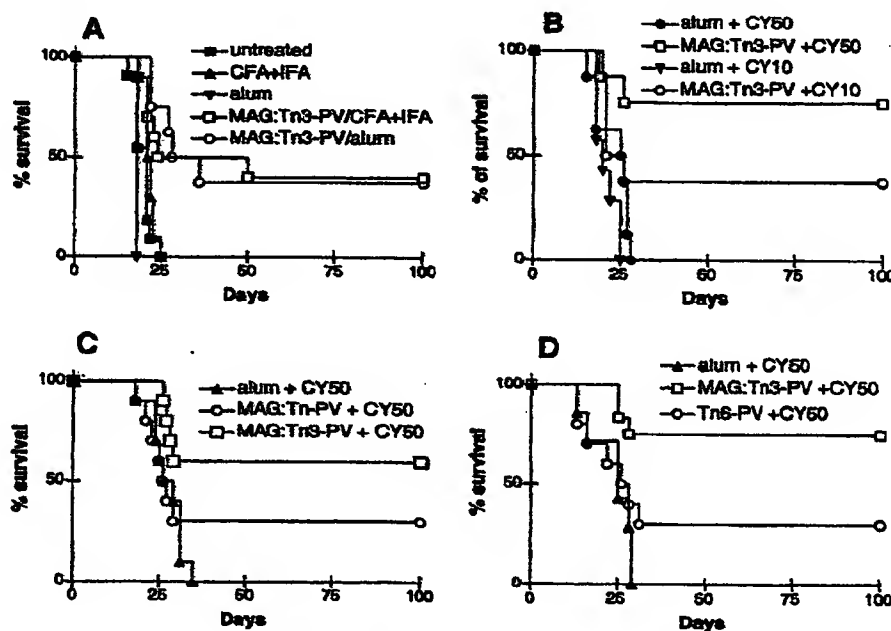 A
untreated
CFA+IFA
alum
MAG:Tn3-PV/CFA+IFA
MAG:Tn3-PV/alum
% survival
100
50
0
0 25 50 75 100
Days
B
alum + CY50
MAG:Tn3-PV +CY50
alum + CY10
MAG:Tn3-PV +CY10
% of survival
100
50
0
0 25 50 75 100
Days
C
alum + CY50
MAG:Tn-PV + CY50
MAG:Tn3-PV + CY50
% survival
100
50
0
0 25 50 75 100
Days
D
alum + CY50
MAG:Tn3-PV +CY50
Tn6-PV +CY50
% survival
100
50
0
0 25 50 75 100
Days